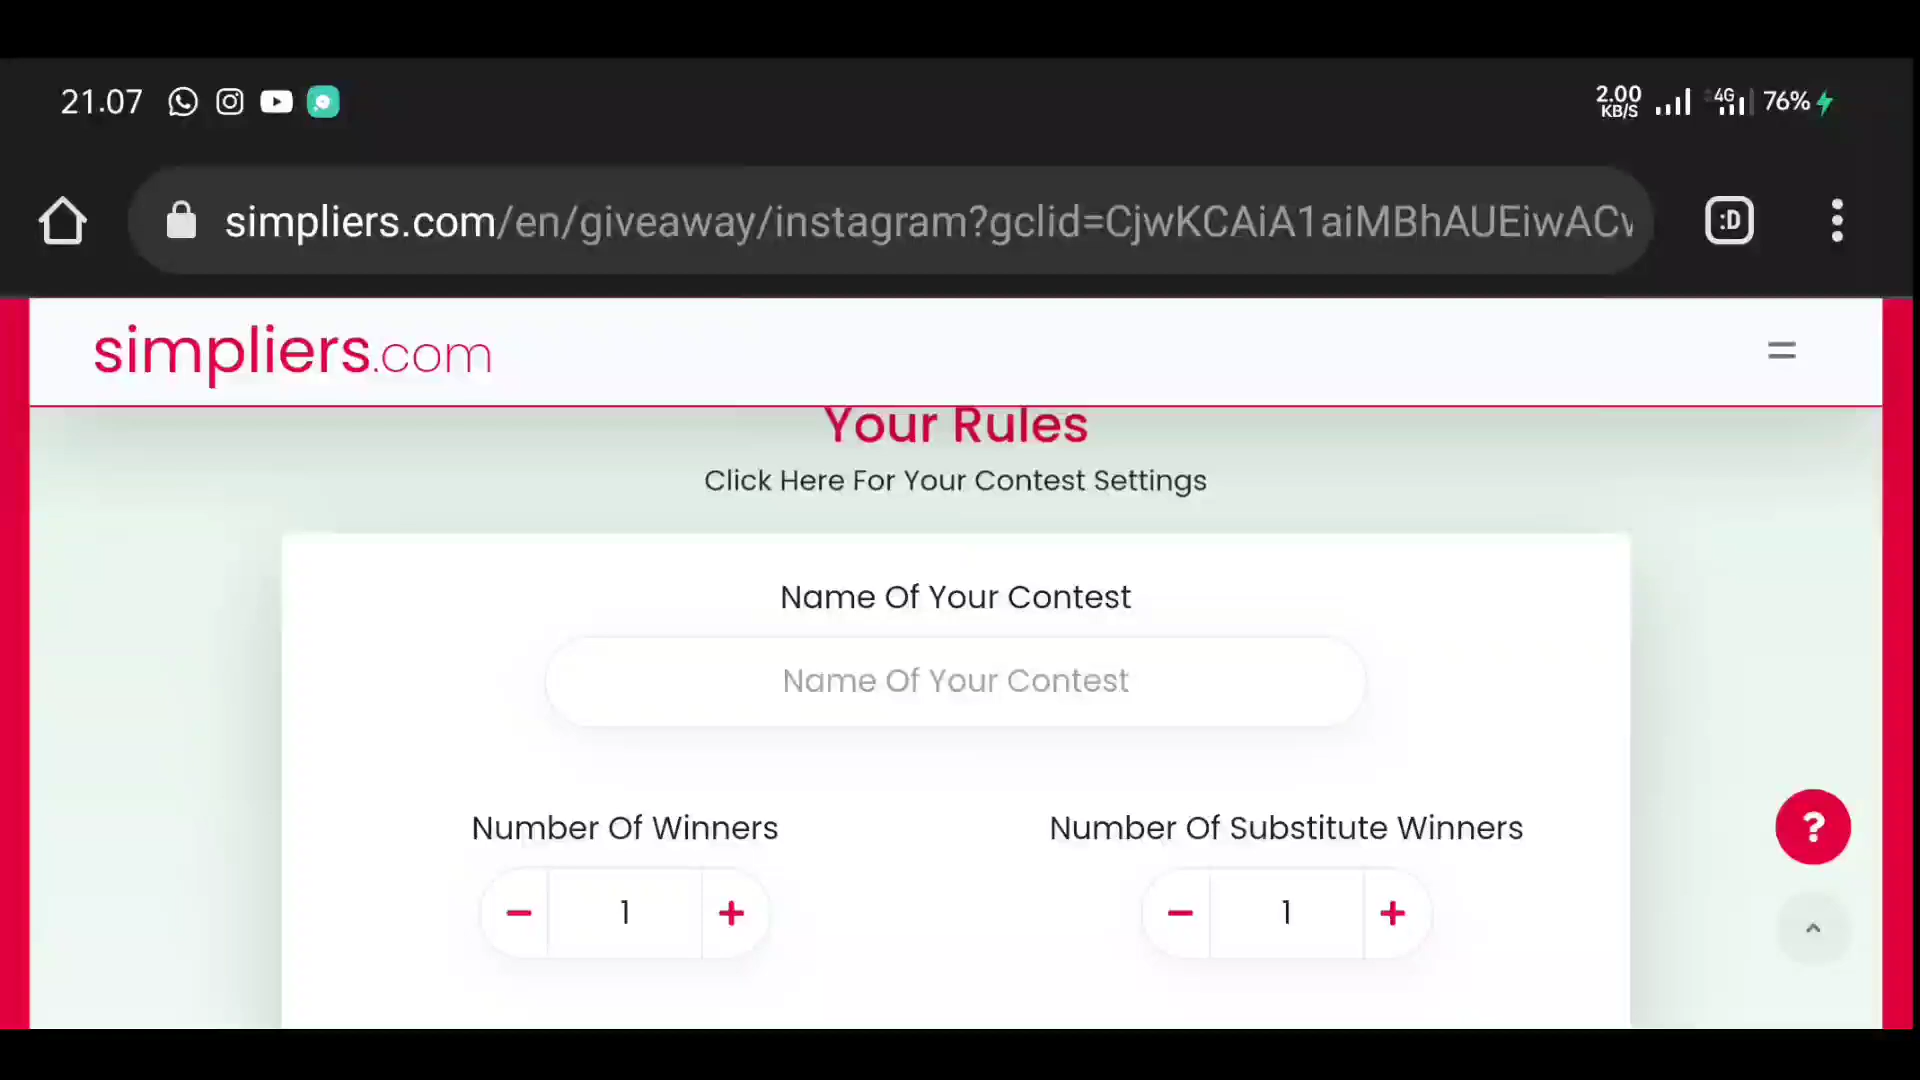 21.07
2.00 KB/S 4G 76%
simpliers.com/en/giveaway/instagram?gclid=CjwKCAiA1aiMBhAUEiwACv
:D
simpliers.com
Your Rules
Click Here For Your Contest Settings
Name Of Your Contest
Name Of Your Contest
Number Of Winners
Number Of Substitute Winners
− 1 +
− 1 +
?